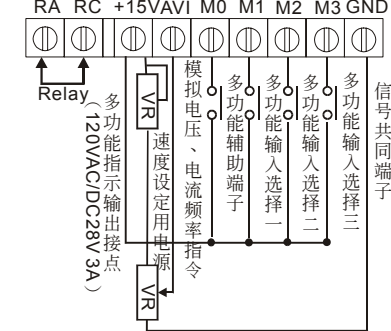 RA RC +15V AVI M0 M1 M2 M3 GND
Relay
多功能指示输出接点
(120VAC/DC28V 3A)
VR
速度设定用电源
模拟电压、电流频率指令
多功能辅助端子
多功能输入选择一
多功能输入选择二
多功能输入选择三
信号共同端子
VR